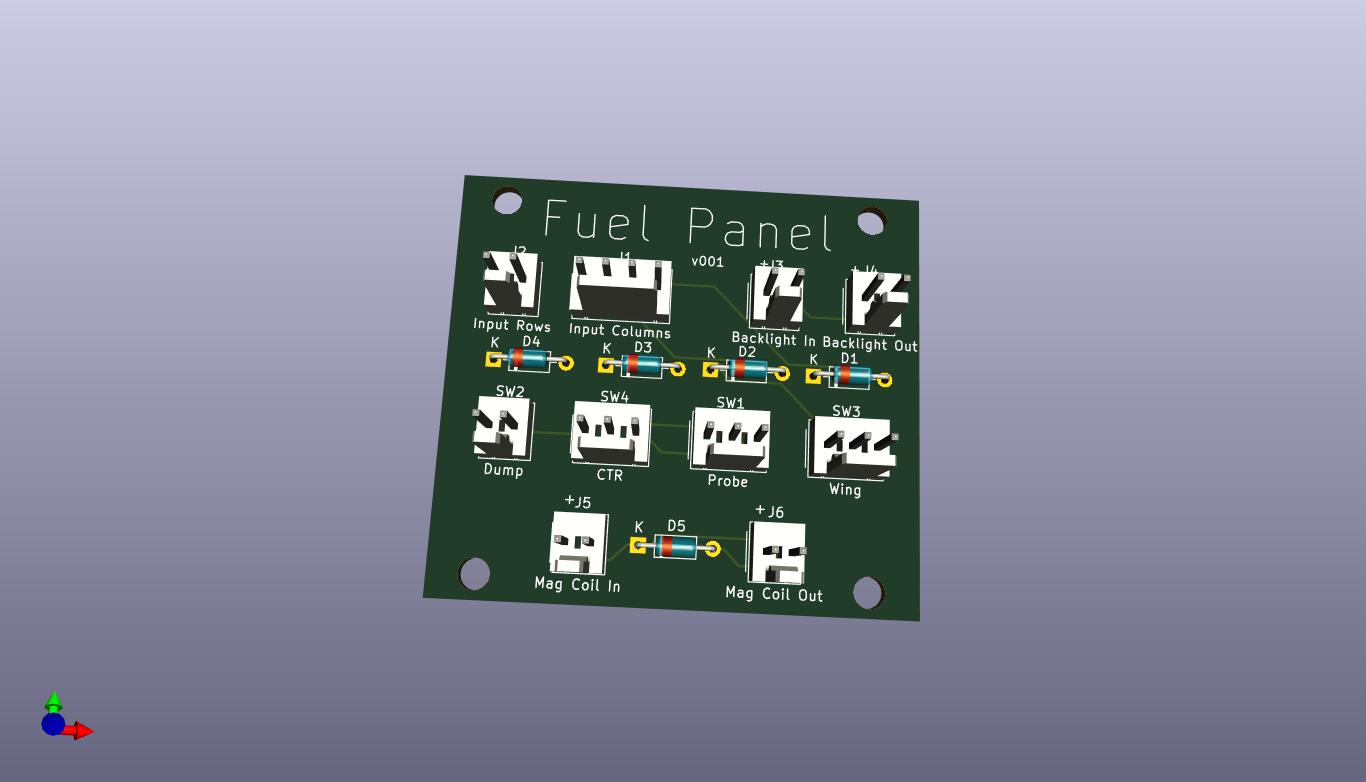 Fuel Panel
J2 J1 v001 +J3 +J4
Input Rows Input Columns Backlight In Backlight Out
K D4 K D3 K D2 K D1
SW2 SW4 SW1 SW3
Dump CTR Probe Wing
+J5 K D5 +J6
Mag Coil In Mag Coil Out